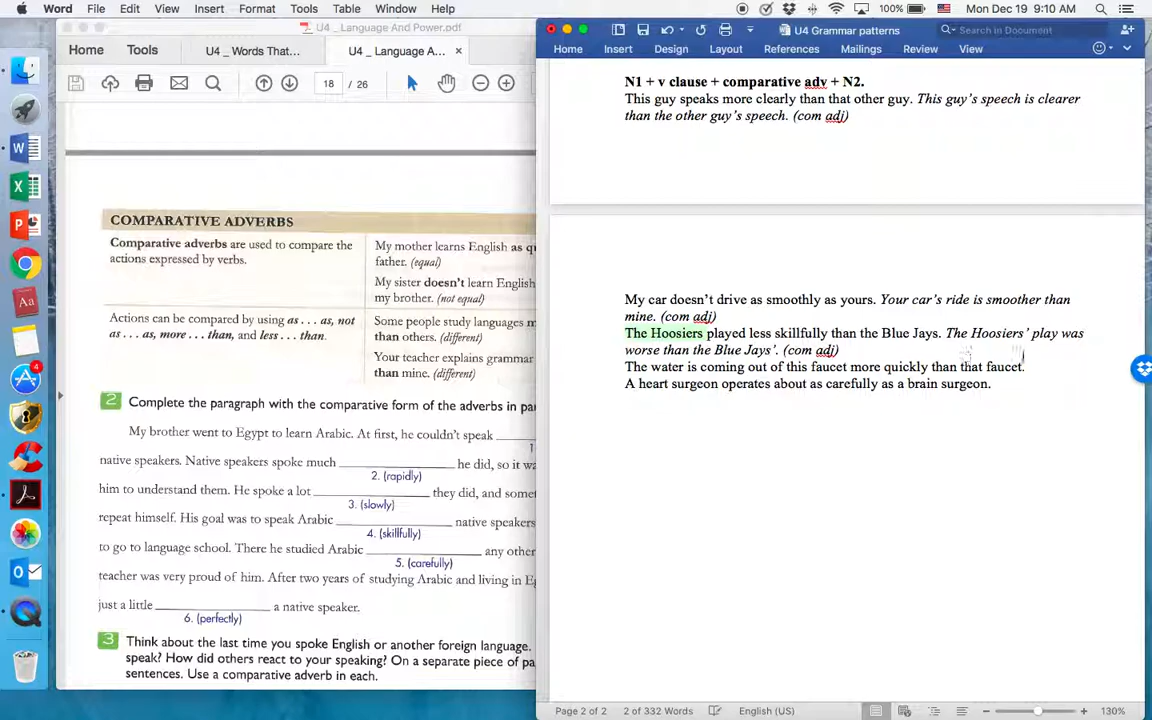 Word File Edit View Insert Format Tools Table Window Help 100% Mon Dec 19 9:10 AM
U4 _ Language And Power.pdf
U4 Grammar patterns
Search in Document
Home Tools U4 _ Words That... U4 _ Language A... ×
Home Insert Design Layout References Mailings Review View
18 / 26
N1 + v clause + comparative adv + N2.
This guy speaks more clearly than that other guy. This guy's speech is clearer
than the other guy's speech. (com adj)
COMPARATIVE ADVERBS
Comparative adverbs are used to compare the
actions expressed by verbs.
My mother learns English as qu
father. (equal)
My sister doesn't learn English
my brother. (not equal)
Actions can be compared by using as . . . as, not
as . . . as, more . . . than, and less . . . than.
Some people study languages m
than others. (different)
Your teacher explains grammar
than mine. (different)
2 Complete the paragraph with the comparative form of the adverbs in pa
My brother went to Egypt to learn Arabic. At first, he couldn't speak
1
native speakers. Native speakers spoke much he did, so it wa
2. (rapidly)
him to understand them. He spoke a lot they did, and some
3. (slowly)
repeat himself. His goal was to speak Arabic native speakers
4. (skillfully)
to go to language school. There he studied Arabic any other
5. (carefully)
teacher was very proud of him. After two years of studying Arabic and living in E
just a little a native speaker.
6. (perfectly)
3 Think about the last time you spoke English or another foreign language.
speak? How did others react to your speaking? On a separate piece of pa
sentences. Use a comparative adverb in each.
My car doesn't drive as smoothly as yours. Your car's ride is smoother than
mine. (com adj)
The Hoosiers played less skillfully than the Blue Jays. The Hoosiers' play was
worse than the Blue Jays'. (com adj)
The water is coming out of this faucet more quickly than that faucet.
A heart surgeon operates about as carefully as a brain surgeon.
Page 2 of 2 2 of 332 Words English (US) 130%